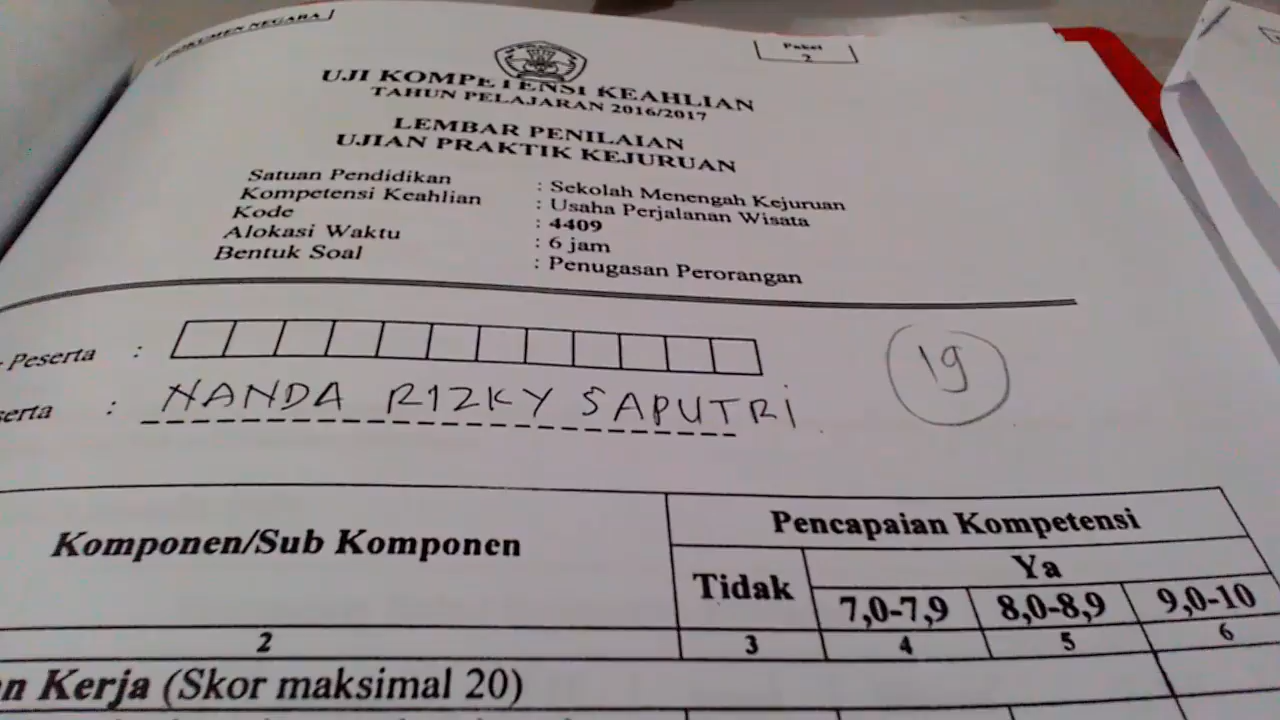 DOKUMEN NEGARA
Paket
2
UJI KOMPETENSI KEAHLIAN
TAHUN PELAJARAN 2016/2017
LEMBAR PENILAIAN
UJIAN PRAKTIK KEJURUAN
Satuan Pendidikan : Sekolah Menengah Kejuruan
Kompetensi Keahlian : Usaha Perjalanan Wisata
Kode : 4409
Alokasi Waktu : 6 jam
Bentuk Soal : Penugasan Perorangan
Peserta :
19
serta : NANDA RIZKY SAPUTRI
Komponen/Sub Komponen
Pencapaian Kompetensi
Tidak
Ya
7,0-7,9 8,0-8,9 9,0-10
2 3 4 5 6
n Kerja (Skor maksimal 20)